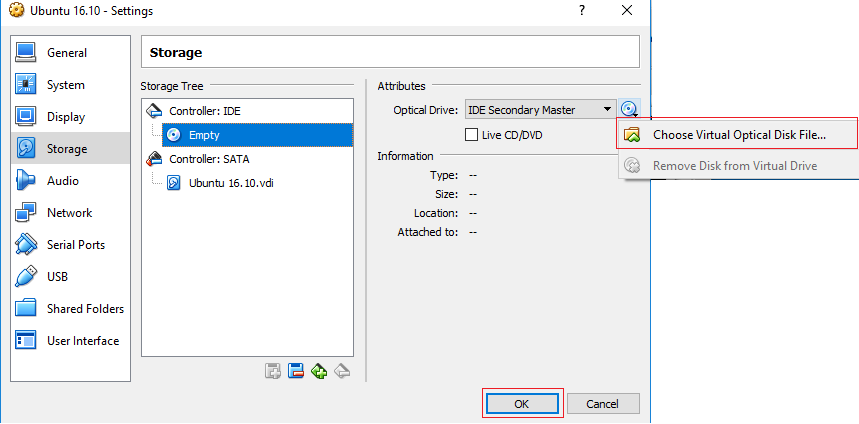 Ubuntu 16.10 - Settings
?
General
System
Display
Storage
Audio
Network
Serial Ports
USB
Shared Folders
User Interface
Storage
Storage Tree
Controller: IDE
Empty
Controller: SATA
Ubuntu 16.10.vdi
Attributes
Optical Drive: IDE Secondary Master
Live CD/DVD
Information
Type: --
Size: --
Location: --
Attached to: --
Choose Virtual Optical Disk File...
Remove Disk from Virtual Drive
OK
Cancel